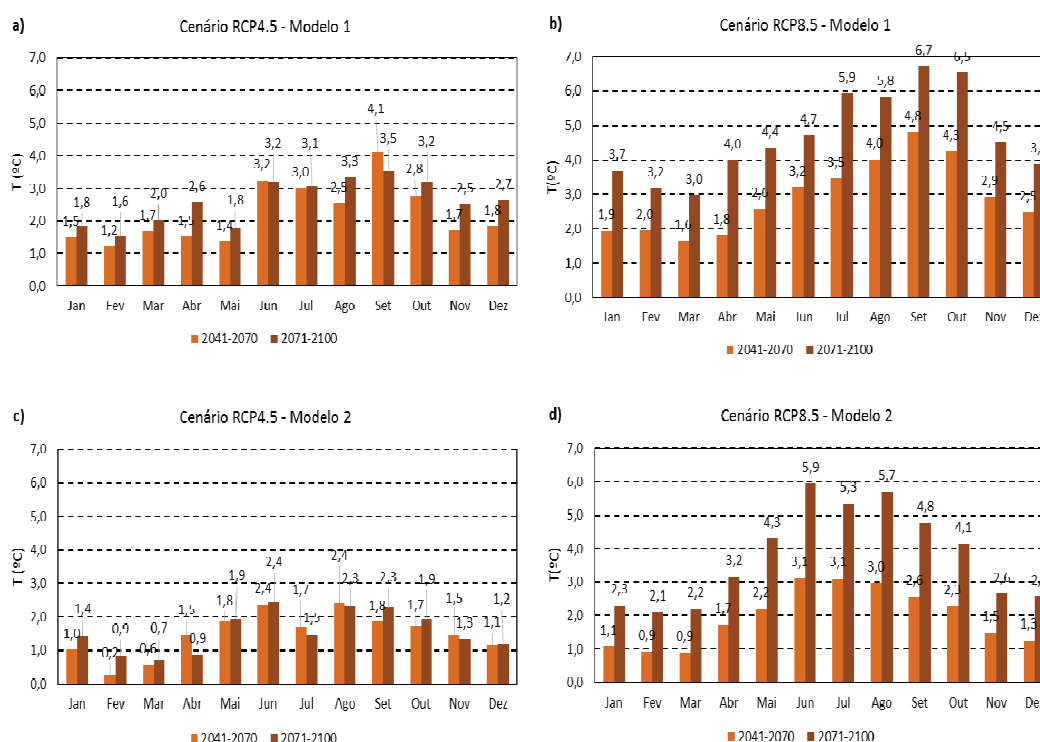 a)
Cenário RCP4.5 - Modelo 1
T (ºC)
7,0
6,0
5,0
4,0
3,0
2,0
1,0
0,0
1,5 1,8 1,2 1,6 1,7 2,0 1,5 2,6 1,4 1,8 3,2 3,2 3,0 3,1 2,5 3,3 4,1 3,5 2,8 3,2 1,7 2,5 1,8 2,7
Jan Fev Mar Abr Mai Jun Jul Ago Set Out Nov Dez
2041-2070 2071-2100
b)
Cenário RCP8.5 - Modelo 1
T(ºC)
7,0
6,0
5,0
4,0
3,0
2,0
1,0
0,0
1,9 3,7 2,0 3,2 1,6 3,0 1,8 4,0 2,6 4,4 3,2 4,7 3,5 5,9 4,0 5,8 4,8 6,7 4,3 6,5 2,9 4,5 2,5
Jan Fev Mar Abr Mai Jun Jul Ago Set Out Nov
2041-2070 2071-2100
c)
Cenário RCP4.5 - Modelo 2
T (ºC)
7,0
6,0
5,0
4,0
3,0
2,0
1,0
0,0
1,0 1,4 0,2 0,9 0,6 0,7 1,5 0,9 1,8 1,9 2,4 2,4 1,7 1,5 2,4 2,3 1,8 2,3 1,7 1,9 1,5 1,3 1,1 1,2
Jan Fev Mar Abr Mai Jun Jul Ago Set Out Nov Dez
2041-2070 2071-2100
d)
Cenário RCP8.5 - Modelo 2
T(ºC)
7,0
6,0
5,0
4,0
3,0
2,0
1,0
0,0
1,1 2,3 0,9 2,1 0,9 2,2 1,7 3,2 2,2 4,3 3,1 5,9 3,1 5,3 3,0 5,7 2,6 4,8 2,3 4,1 1,5 2,6 1,3
Jan Fev Mar Abr Mai Jun Jul Ago Set Out Nov
2041-2070 2071-2100